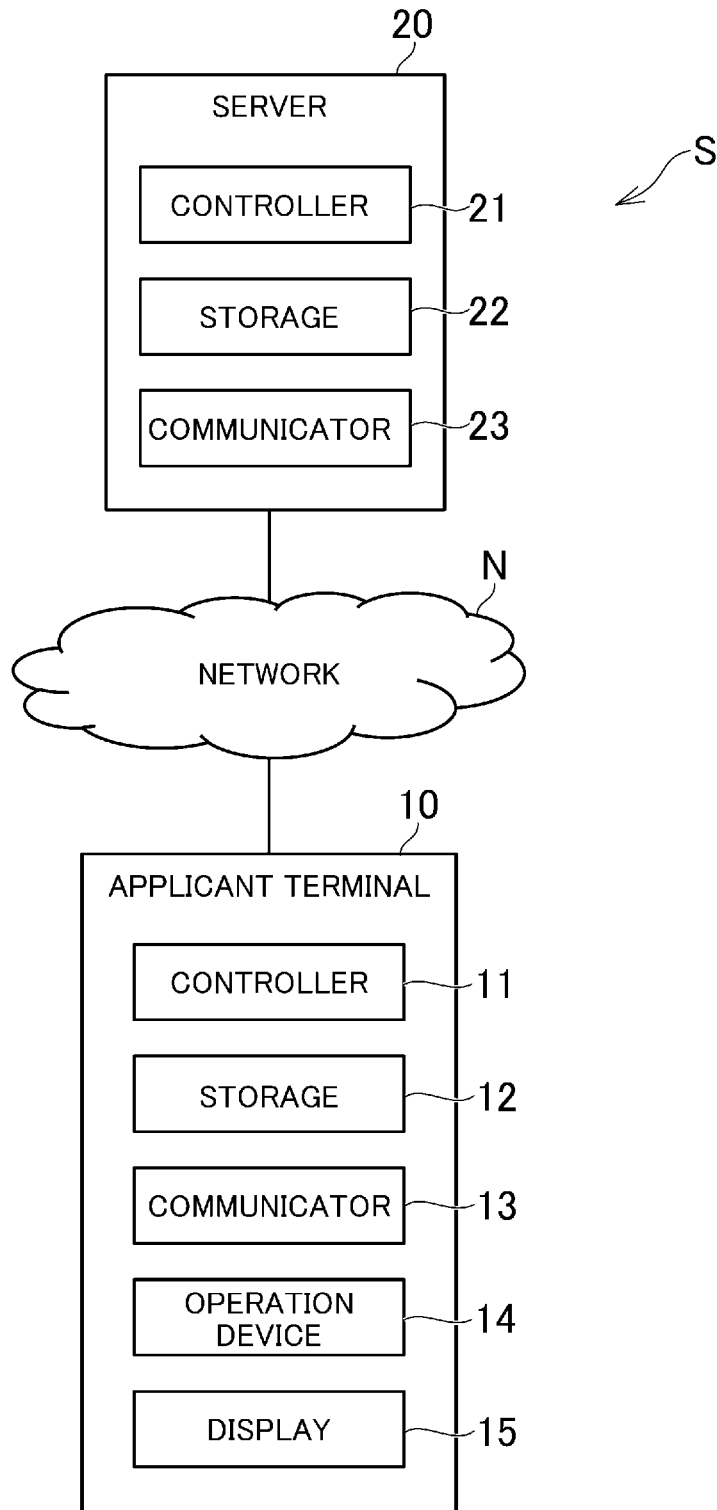 20
SERVER
S
CONTROLLER
21
STORAGE
22
COMMUNICATOR
23
N
NETWORK
10
APPLICANT TERMINAL
CONTROLLER
11
STORAGE
12
COMMUNICATOR
13
OPERATION
DEVICE
14
DISPLAY
15